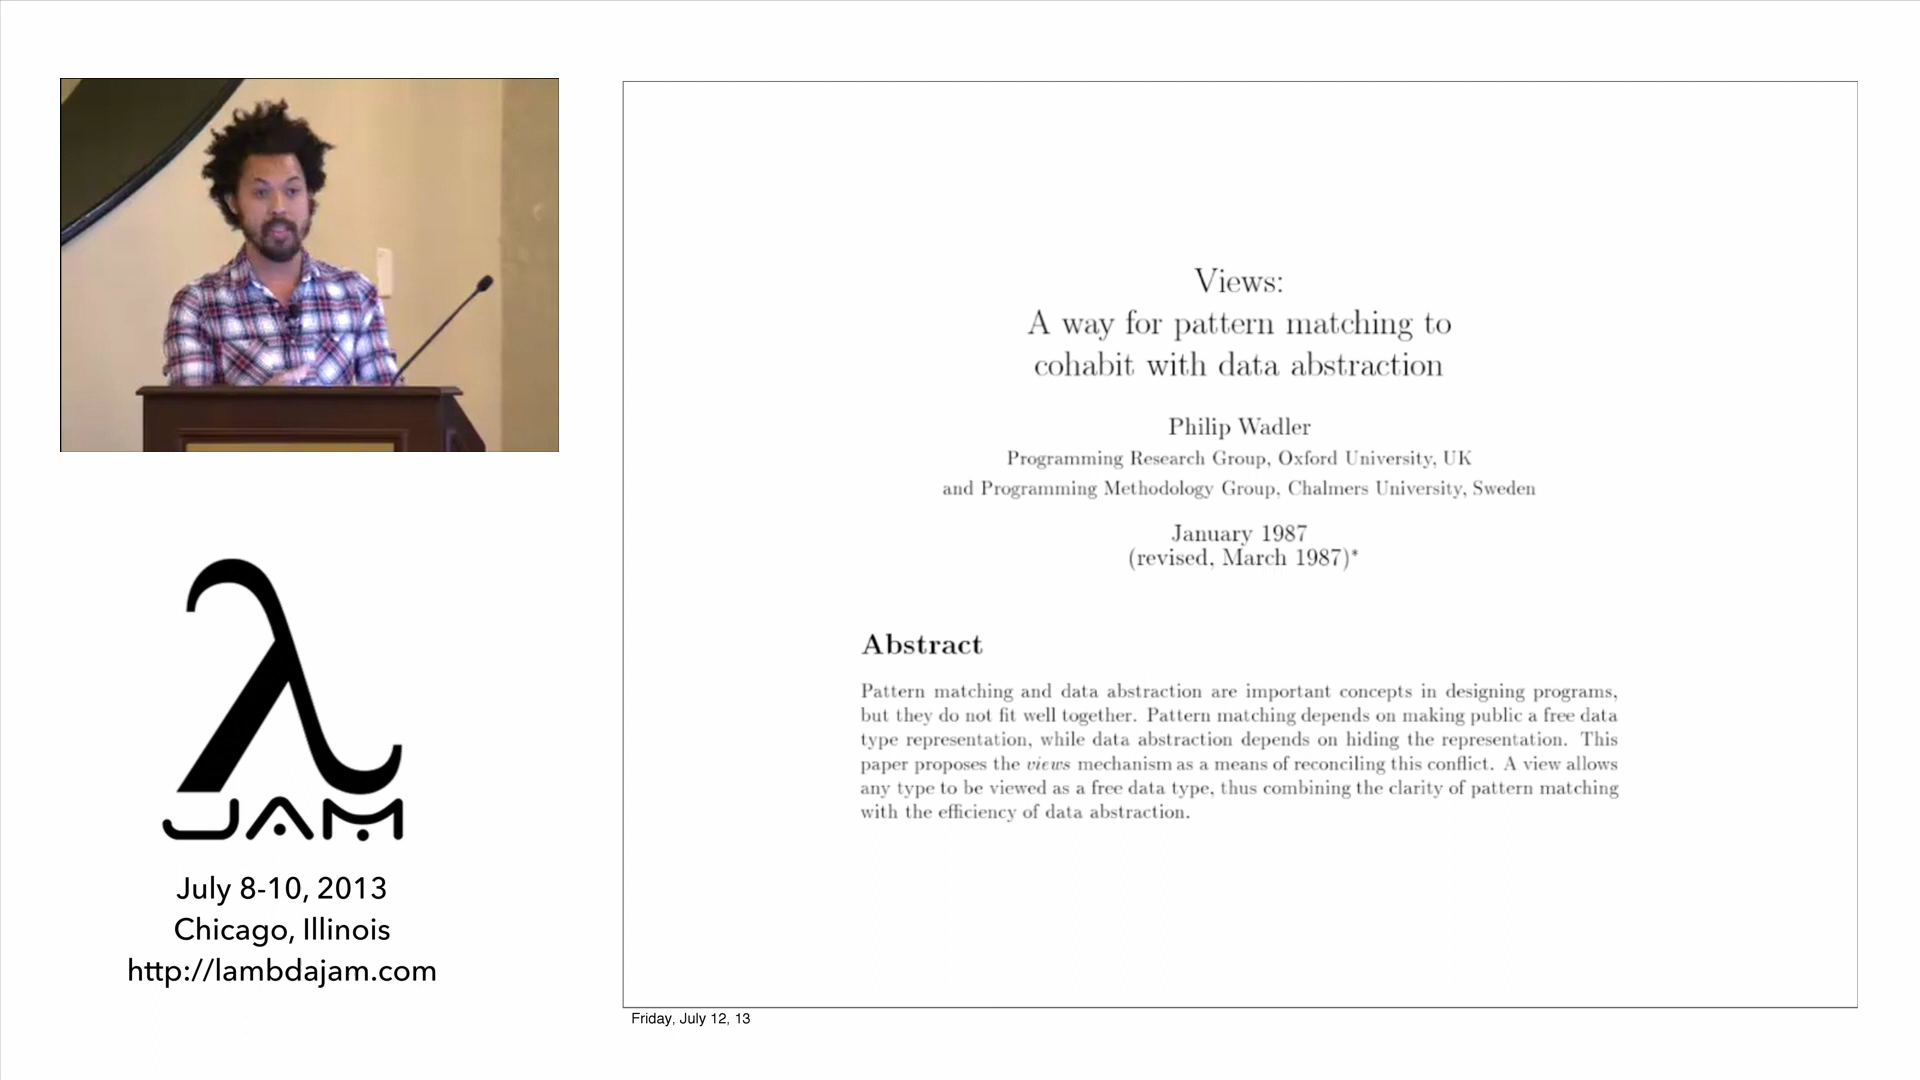 Views:
A way for pattern matching to
cohabit with data abstraction
Philip Wadler
Programming Research Group, Oxford University, UK
and Programming Methodology Group, Chalmers University, Sweden
January 1987
(revised, March 1987)*
Abstract
Pattern matching and data abstraction are important concepts in designing programs,
but they do not fit well together. Pattern matching depends on making public a free data
type representation, while data abstraction depends on hiding the representation. This
paper proposes the views mechanism as a means of reconciling this conflict. A view allows
any type to be viewed as a free data type, thus combining the clarity of pattern matching
with the efficiency of data abstraction.
λ
JAM
July 8-10, 2013
Chicago, Illinois
http://lambdajam.com
Friday, July 12, 13